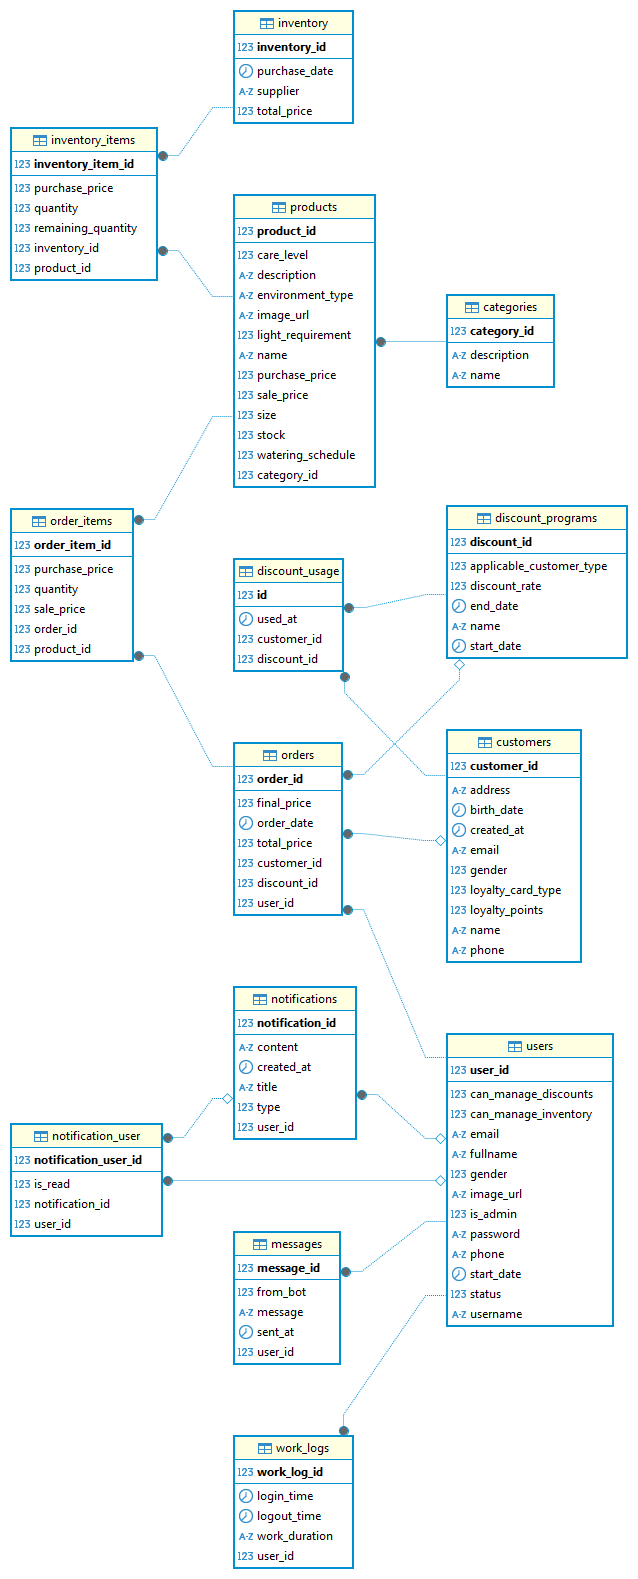 inventory
123 inventory_id
purchase_date
A-Z supplier
123 total_price
inventory_items
123 inventory_item_id
123 purchase_price
123 quantity
123 remaining_quantity
123 inventory_id
123 product_id
products
123 product_id
123 care_level
A-Z description
A-Z environment_type
A-Z image_url
123 light_requirement
A-Z name
123 purchase_price
123 sale_price
123 size
123 stock
123 watering_schedule
123 category_id
categories
123 category_id
A-Z description
A-Z name
order_items
123 order_item_id
123 purchase_price
123 quantity
123 sale_price
123 order_id
123 product_id
discount_programs
123 discount_id
123 applicable_customer_type
123 discount_rate
end_date
A-Z name
start_date
discount_usage
123 id
used_at
123 customer_id
123 discount_id
orders
123 order_id
123 final_price
order_date
123 total_price
123 customer_id
123 discount_id
123 user_id
customers
123 customer_id
A-Z address
birth_date
created_at
A-Z email
123 gender
123 loyalty_card_type
123 loyalty_points
A-Z name
A-Z phone
notifications
123 notification_id
A-Z content
created_at
A-Z title
123 type
123 user_id
users
123 user_id
123 can_manage_discounts
123 can_manage_inventory
A-Z email
A-Z fullname
123 gender
A-Z image_url
123 is_admin
A-Z password
A-Z phone
start_date
123 status
A-Z username
notification_user
123 notification_user_id
123 is_read
123 notification_id
123 user_id
messages
123 message_id
123 from_bot
A-Z message
sent_at
123 user_id
work_logs
123 work_log_id
login_time
logout_time
A-Z work_duration
123 user_id